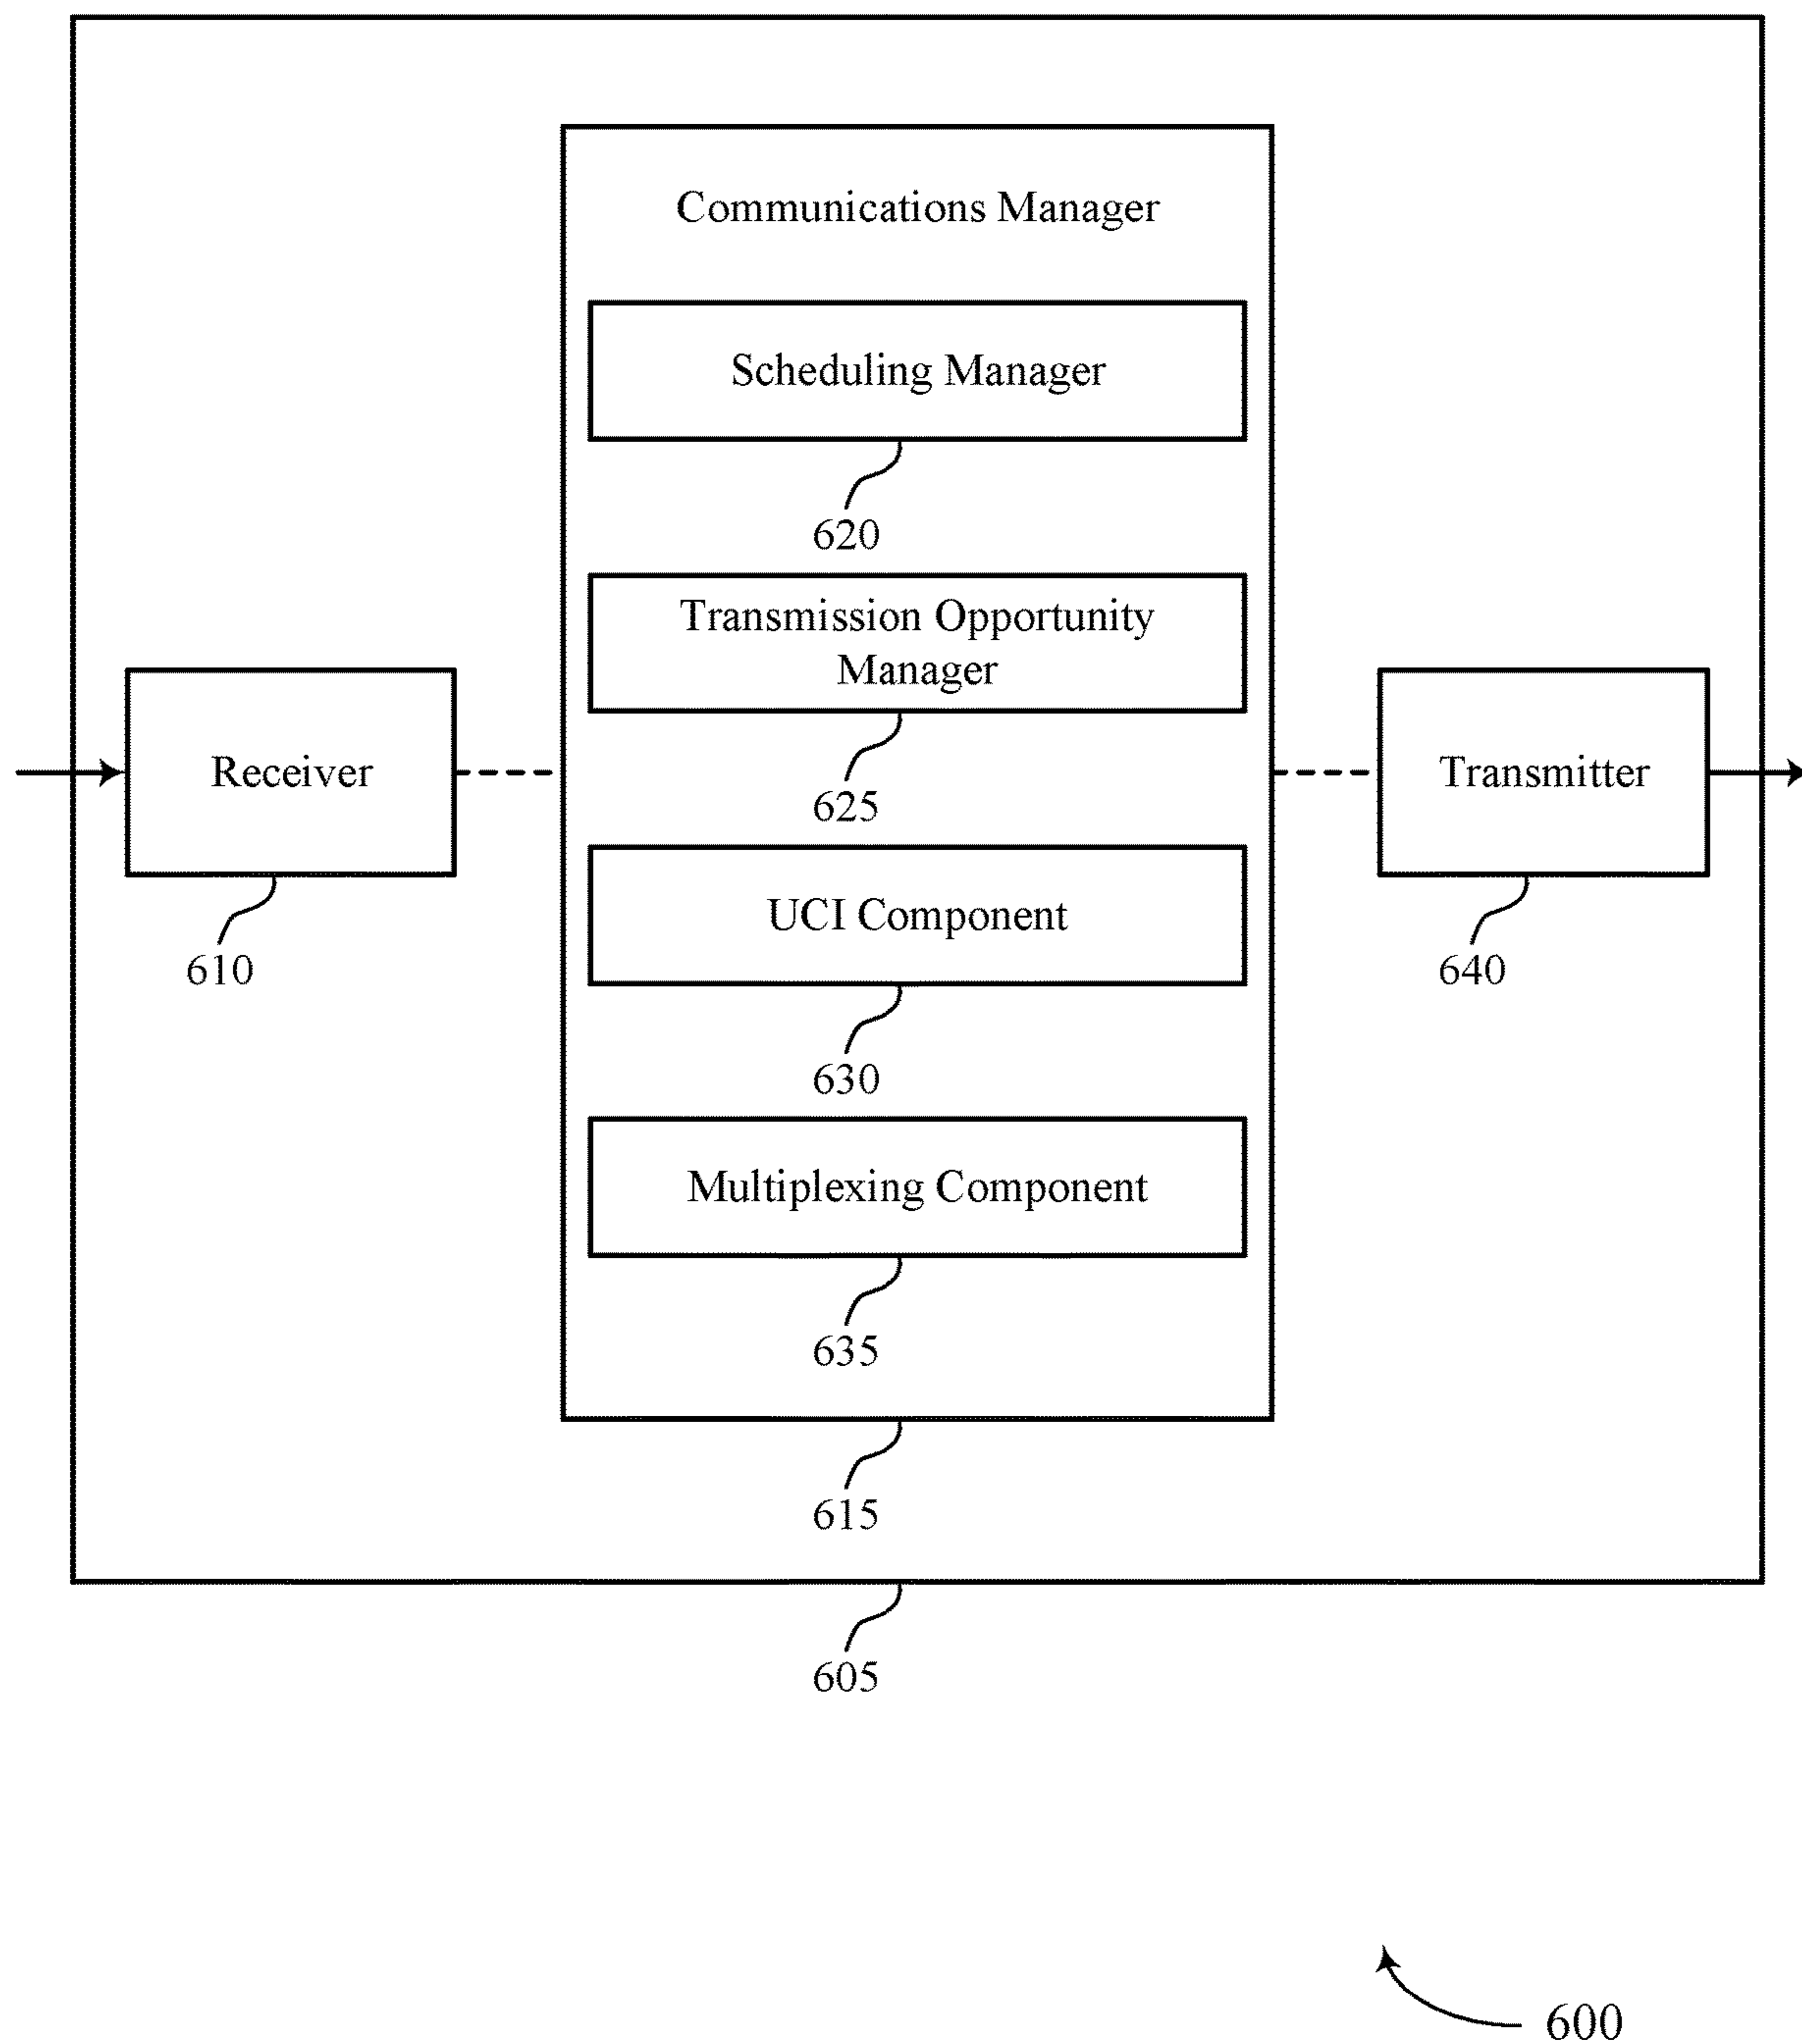 Communications Manager
Scheduling Manager
620
Transmission Opportunity
Manager
625
Receiver
610
Transmitter
640
UCI Component
630
Multiplexing Component
635
615
605
600